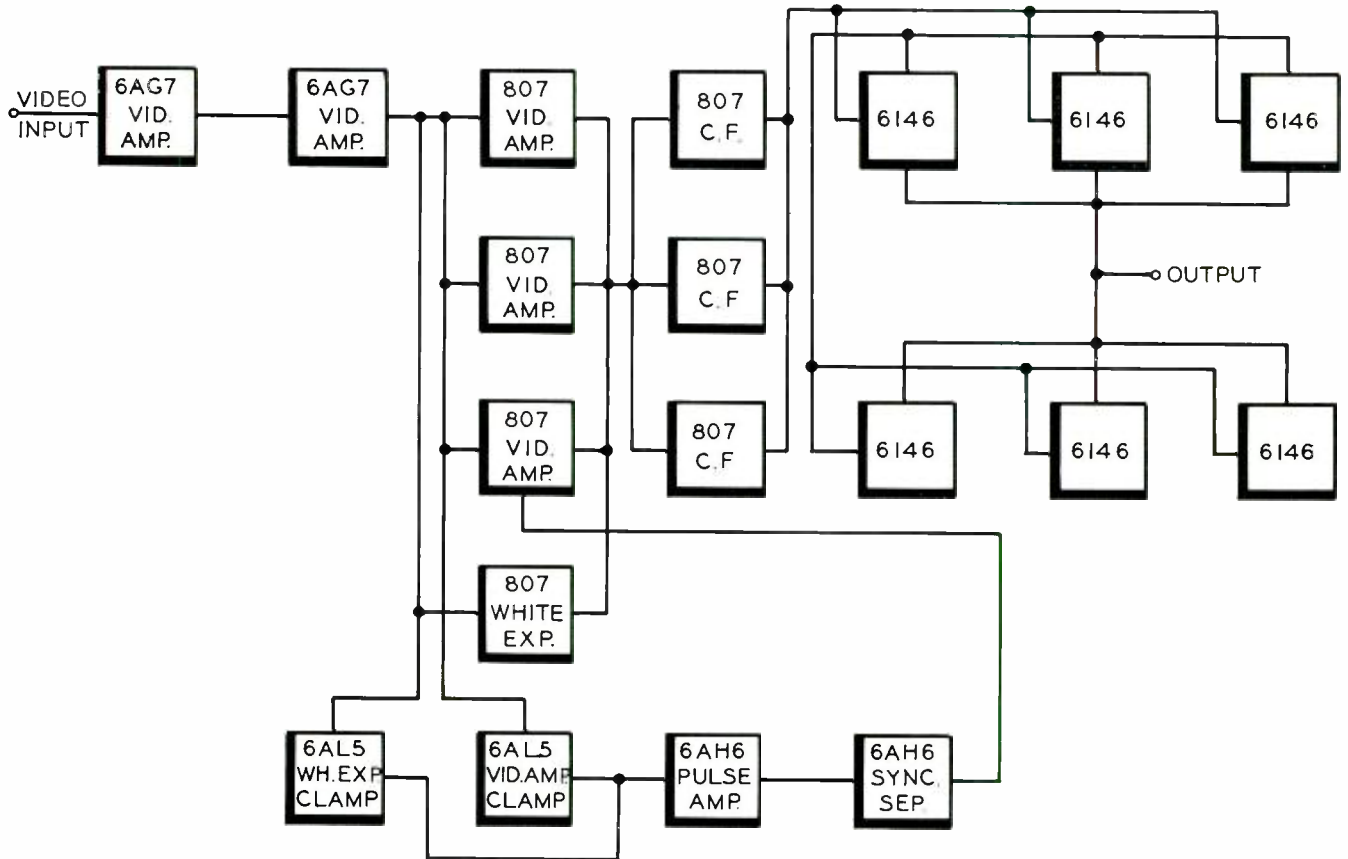 VIDEO
INPUT
6AG7
VID.
AMP.
6AG7
VID.
AMP.
807
VID.
AMP.
807
C.F.
6146
6146
6146
807
VID.
AMP.
807
C.F
OUTPUT
807
VID.
AMP.
807
C.F
6146
6146
6146
807
WHITE
EXP.
6AL5
WH.EXP
CLAMP
6AL5
VID.AMP
CLAMP
6AH6
PULSE
AMP.
6AH6
SYNC.
SEP.